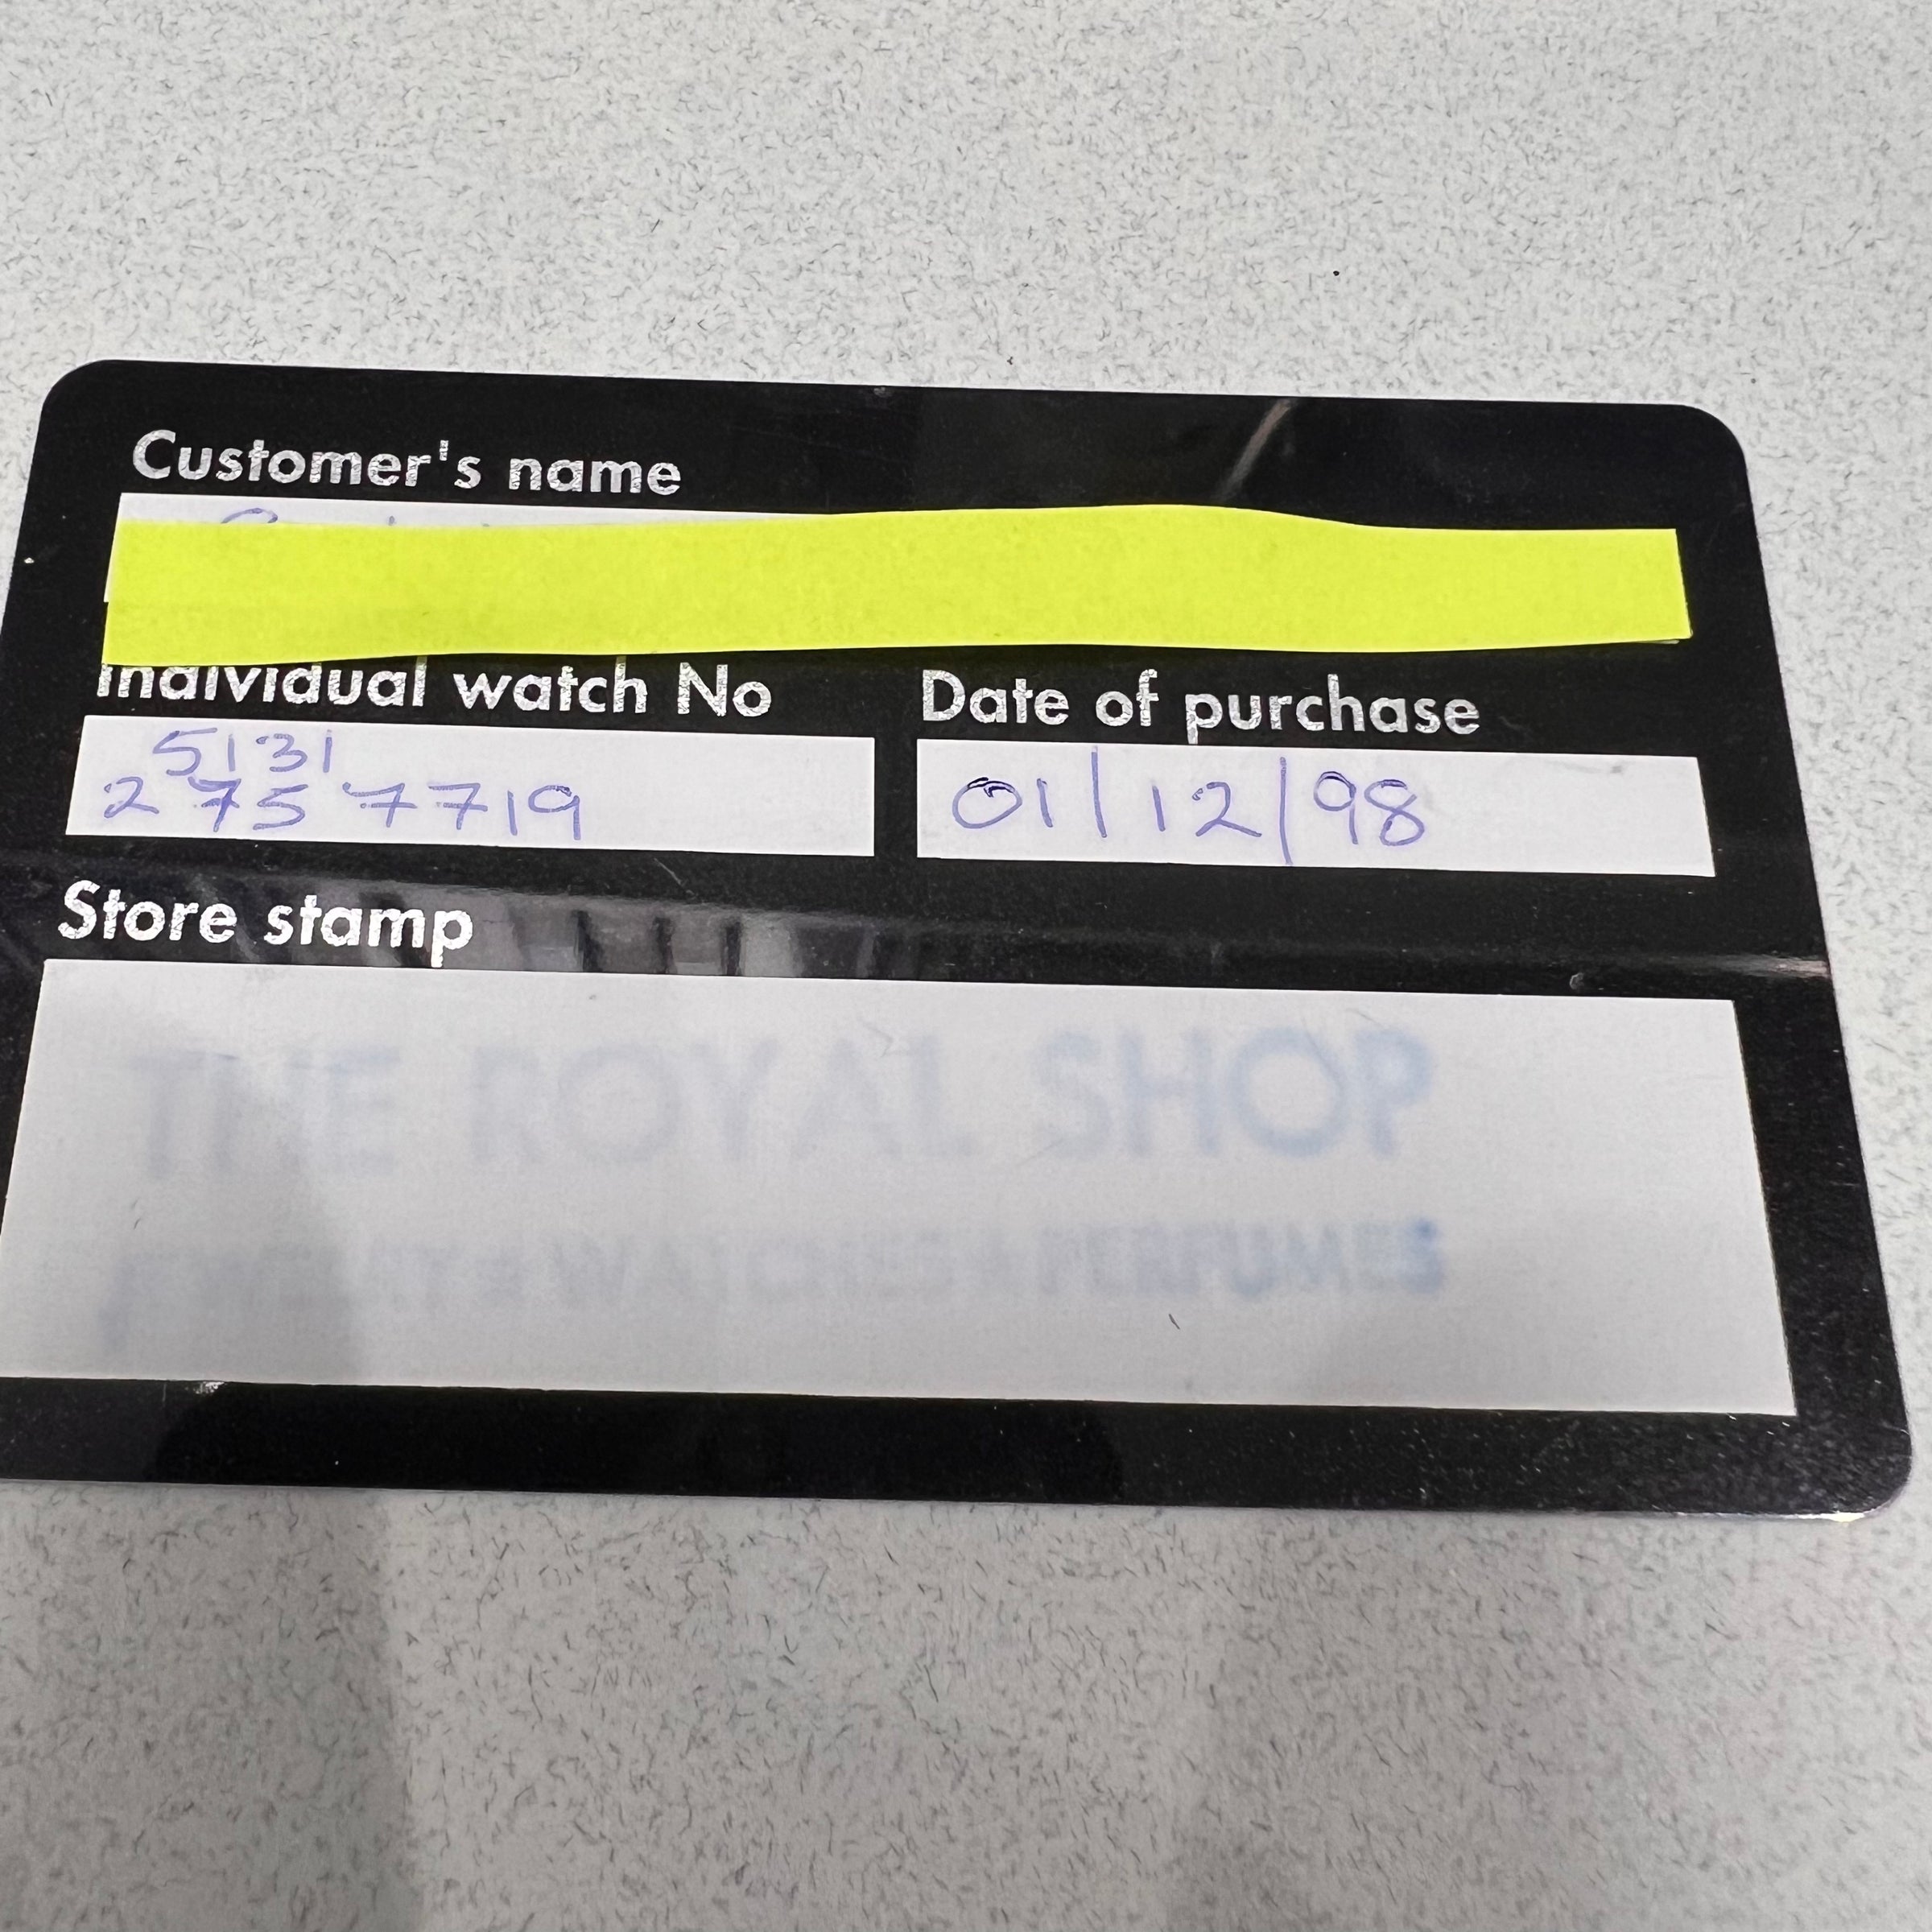 Customer's name
Individual watch No
5131
2757719
Date of purchase
01/12/98
Store stamp
THE ROYAL SHOP
WATCHES PERFUMES